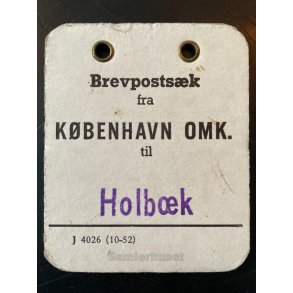 Brevpostsæk
fra
KØBENHAVN OMK.
til
Holbæk
J 4026 (10-52)
Samlerhuset